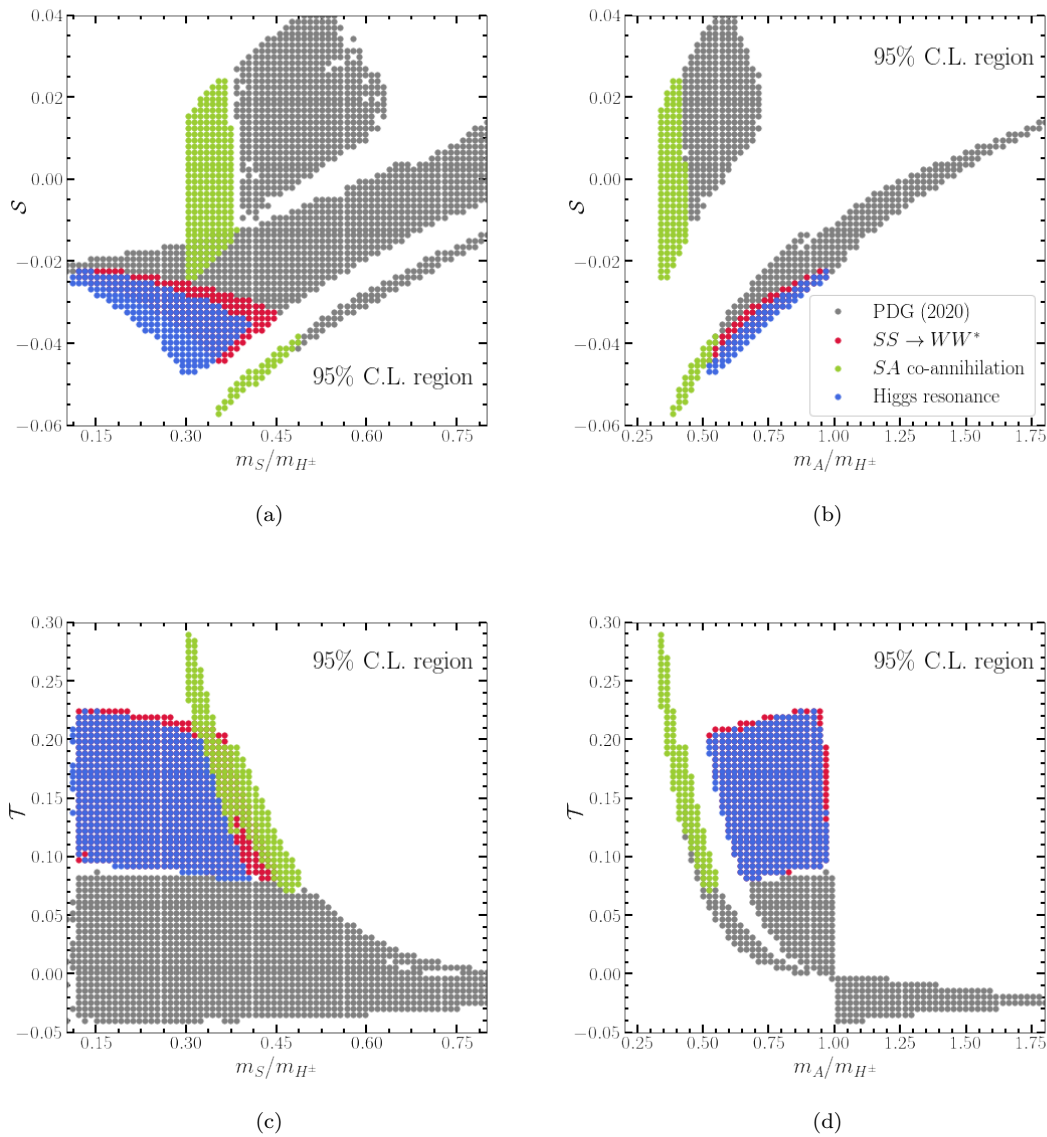 0.04
0.02
0.00
−0.02
−0.04
−0.06
S
95% C.L. region
0.15
0.30
0.45
0.60
0.75
m_S/m_{H^±}
(a)
0.04
0.02
0.00
−0.02
−0.04
−0.06
S
95% C.L. region
PDG (2020)
SS → WW*
SA co-annihilation
Higgs resonance
0.25
0.50
0.75
1.00
1.25
1.50
1.75
m_A/m_{H^±}
(b)
0.30
0.25
0.20
0.15
0.10
0.05
0.00
−0.05
T
95% C.L. region
0.15
0.30
0.45
0.60
0.75
m_S/m_{H^±}
(c)
0.30
0.25
0.20
0.15
0.10
0.05
0.00
−0.05
T
95% C.L. region
0.25
0.50
0.75
1.00
1.25
1.50
1.75
m_A/m_{H^±}
(d)